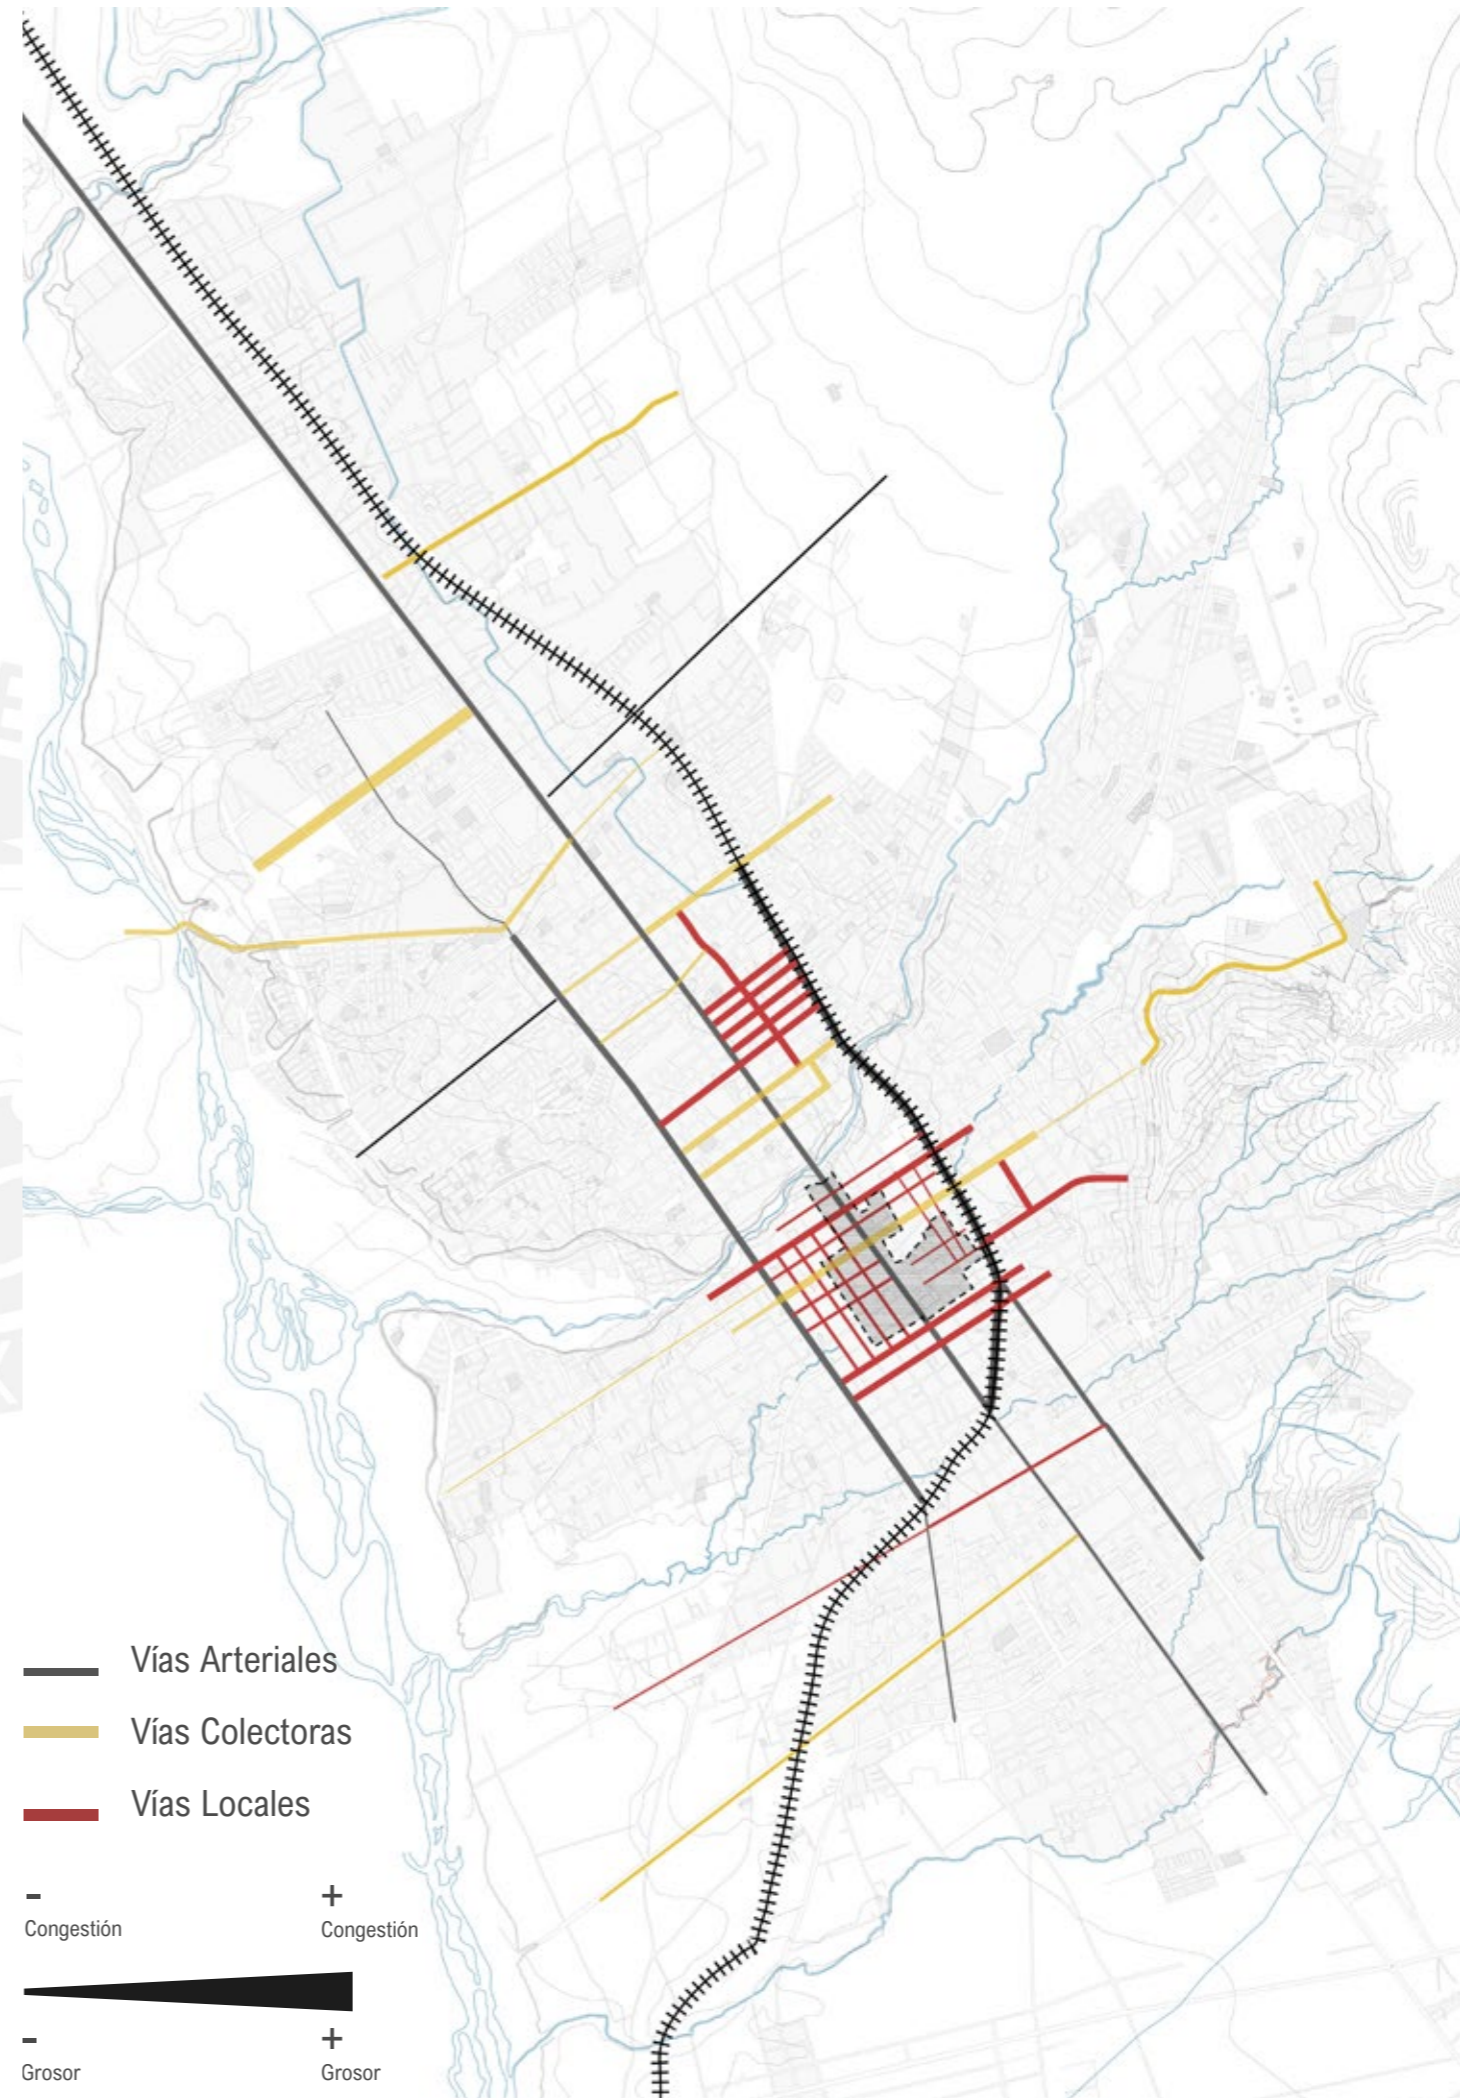 Vías Arteriales
Vías Colectoras
Vías Locales
- +
Congestión Congestión
- +
Grosor Grosor